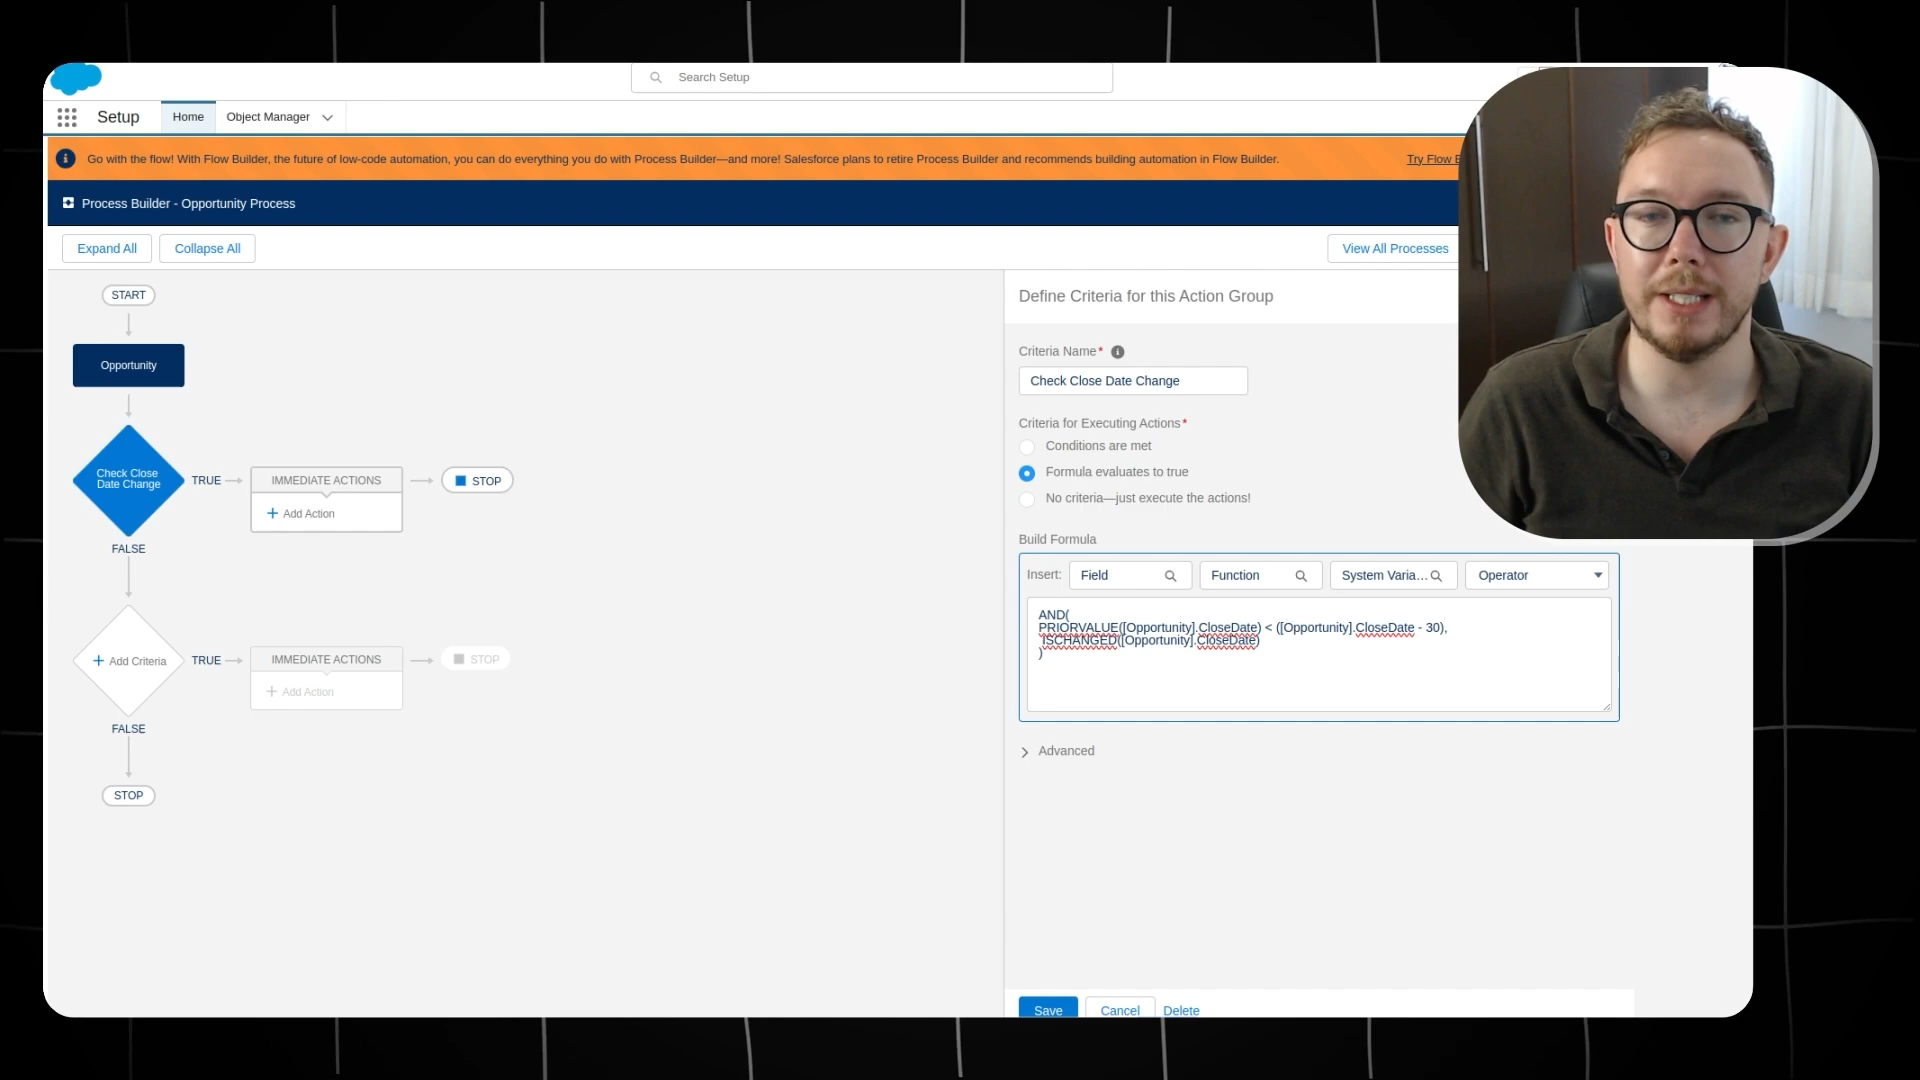 Search Setup
Setup
Home
Object Manager
Go with the flow! With Flow Builder, the future of low-code automation, you can do everything you do with Process Builder—and more! Salesforce plans to retire Process Builder and recommends building automation in Flow Builder.
Try Flow
Process Builder - Opportunity Process
Expand All
Collapse All
View All Processes
START
Opportunity
Check Close
Date Change
TRUE
IMMEDIATE ACTIONS
STOP
Add Action
FALSE
Add Criteria
TRUE
IMMEDIATE ACTIONS
STOP
Add Action
FALSE
STOP
Define Criteria for this Action Group
Criteria Name*
Check Close Date Change
Criteria for Executing Actions*
Conditions are met
Formula evaluates to true
No criteria—just execute the actions!
Build Formula
Insert:
Field
Function
System Varia...
Operator
AND(
PRIORVALUE([Opportunity].CloseDate) < ([Opportunity].CloseDate - 30),
ISCHANGED([Opportunity].CloseDate)
)
Advanced
Save
Cancel
Delete